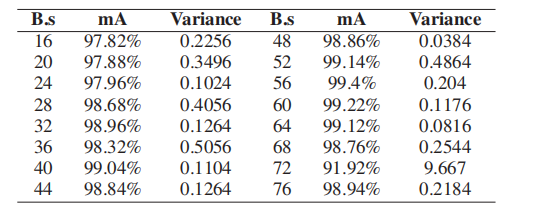 B.s mA Variance B.s mA Variance
16 97.82% 0.2256 48 98.86% 0.0384
20 97.88% 0.3496 52 99.14% 0.4864
24 97.96% 0.1024 56 99.4% 0.204
28 98.68% 0.4056 60 99.22% 0.1176
32 98.96% 0.1264 64 99.12% 0.0816
36 98.32% 0.5056 68 98.76% 0.2544
40 99.04% 0.1104 72 91.92% 9.667
44 98.84% 0.1264 76 98.94% 0.2184